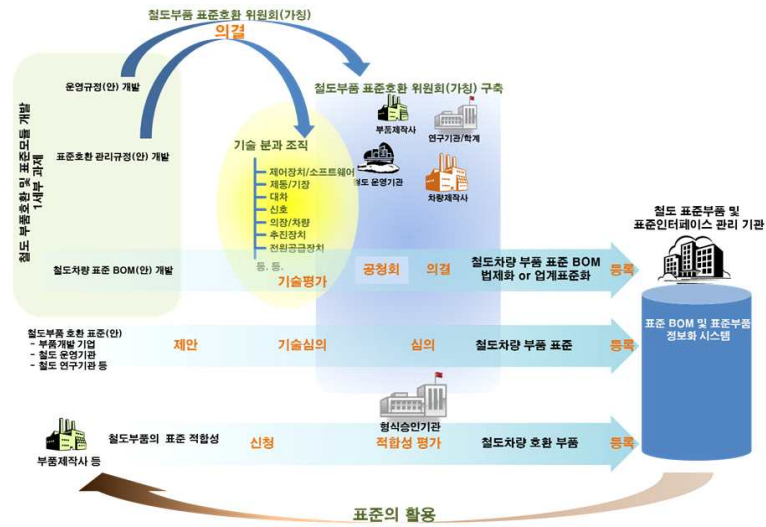 철도부품 표준호환 위원회(가칭)
의결
철도 부품호환 및 표준모듈 개발
1세부 과제
운영규정(안) 개발
표준호환 관리규정(안) 개발
철도차량 표준 BOM(안) 개발
기술 분과 조직
제어장치/소프트웨어
제동/기장
대차
신호
의장/차량
추진장치
전원공급장치
등. 등.
기술평가
철도부품 표준호환 위원회(가칭) 구축
부품제작사
연구기관/학계
철도 운영기관
차량제작사
공청회
의결
철도차량 부품 표준 BOM
법제화 or 업계표준화
등록
철도 표준부품 및
표준인터페이스 관리 기관
표준 BOM 및 표준부품
정보화 시스템
철도부품 호환 표준(안)
- 부품개발 기업
- 철도 운영기관
- 철도 연구기관 등
제안
기술심의
심의
철도차량 부품 표준
등록
부품제작사 등
철도부품의 표준 적합성
신청
형식승인기관
적합성 평가
철도차량 호환 부품
등록
표준의 활용